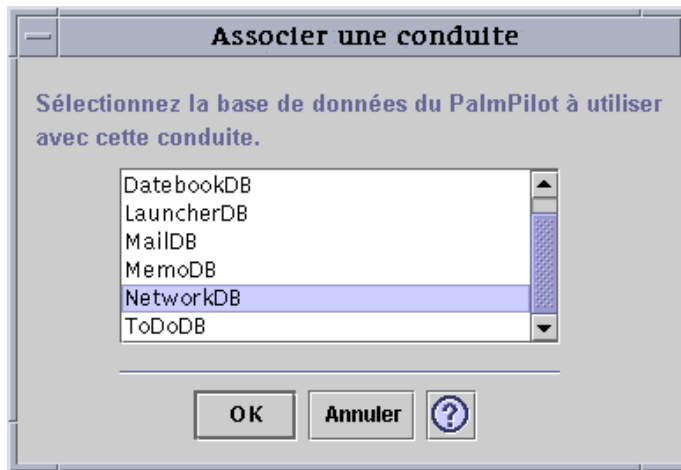 Associer une conduite
Sélectionnez la base de données du PalmPilot à utiliser
avec cette conduite.
DatebookDB
LauncherDB
MailDB
MemoDB
NetworkDB
ToDoDB
OK Annuler ?